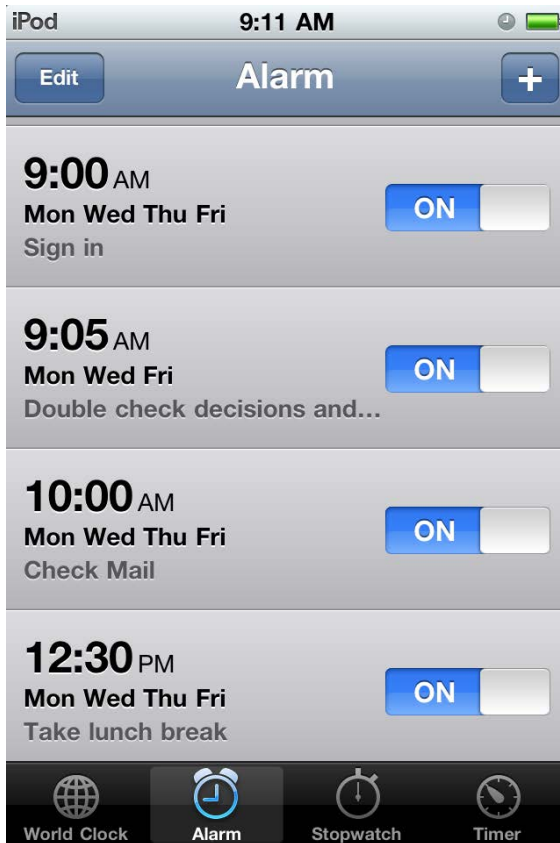 iPod 9:11 AM
Edit Alarm +
9:00 AM
Mon Wed Thu Fri
Sign in
ON
9:05 AM
Mon Wed Fri
Double check decisions and...
ON
10:00 AM
Mon Wed Thu Fri
Check Mail
ON
12:30 PM
Mon Wed Thu Fri
Take lunch break
ON
World Clock Alarm Stopwatch Timer